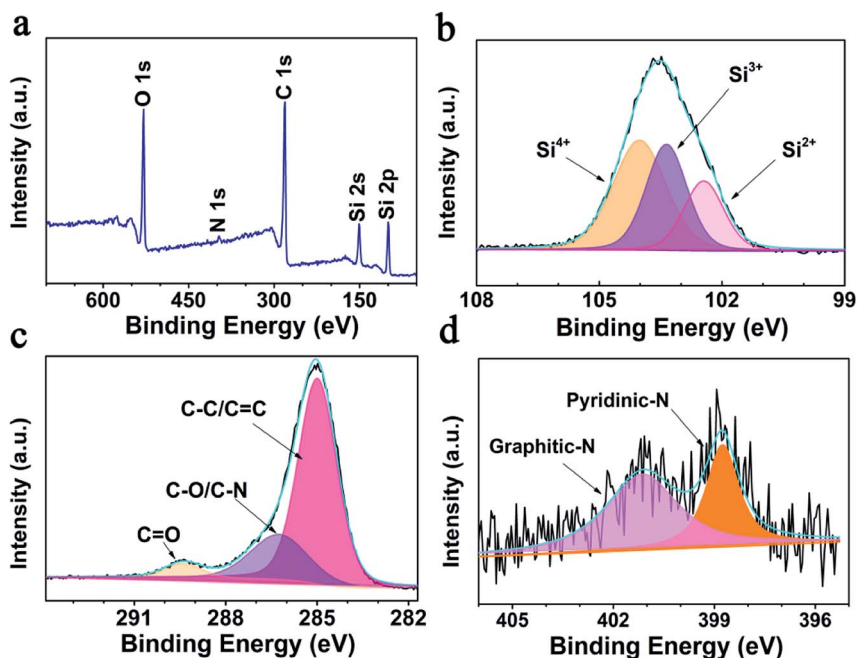 a
Intensity (a.u.)
O 1s
N 1s
C 1s
Si 2s
Si 2p
600 450 300 150
Binding Energy (eV)
b
Intensity (a.u.)
Si⁴⁺
Si³⁺
Si²⁺
108 105 102 99
Binding Energy (eV)
c
Intensity (a.u.)
C-C/C=C
C-O/C-N
C=O
291 288 285 282
Binding Energy (eV)
d
Intensity (a.u.)
Pyridinic-N
Graphitic-N
405 402 399 396
Binding Energy (eV)